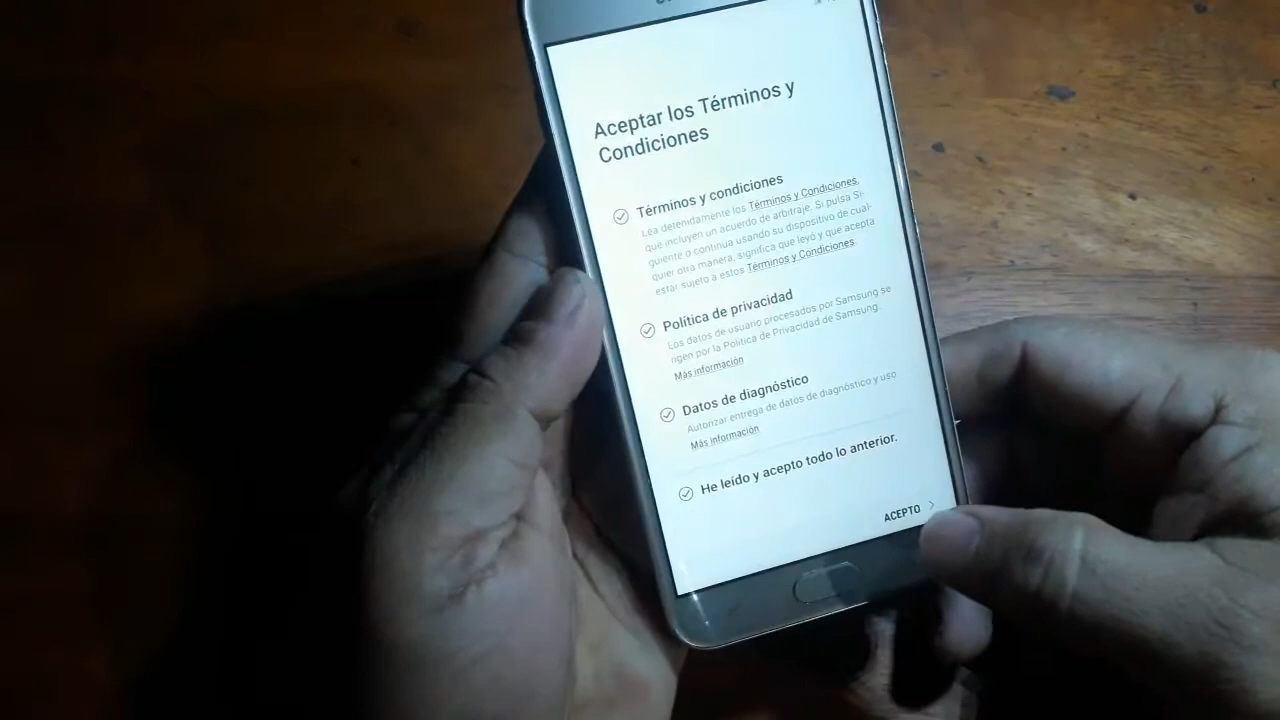 Aceptar los Términos y
Condiciones
Términos y condiciones
Lea detenidamente los Términos y Condiciones,
que incluyen un acuerdo de arbitraje. Si pulsa Si-
guiente o continua usando su dispositivo de cual-
quier otra manera, significa que leyó y que acepta
estar sujeto a estos Términos y Condiciones.
Política de privacidad
Los datos de usuario procesados por Samsung se
rigen por la Política de Privacidad de Samsung.
Más información
Datos de diagnóstico
Autorizar entrega de datos de diagnóstico y uso
Más información
He leído y acepto todo lo anterior.
ACEPTO